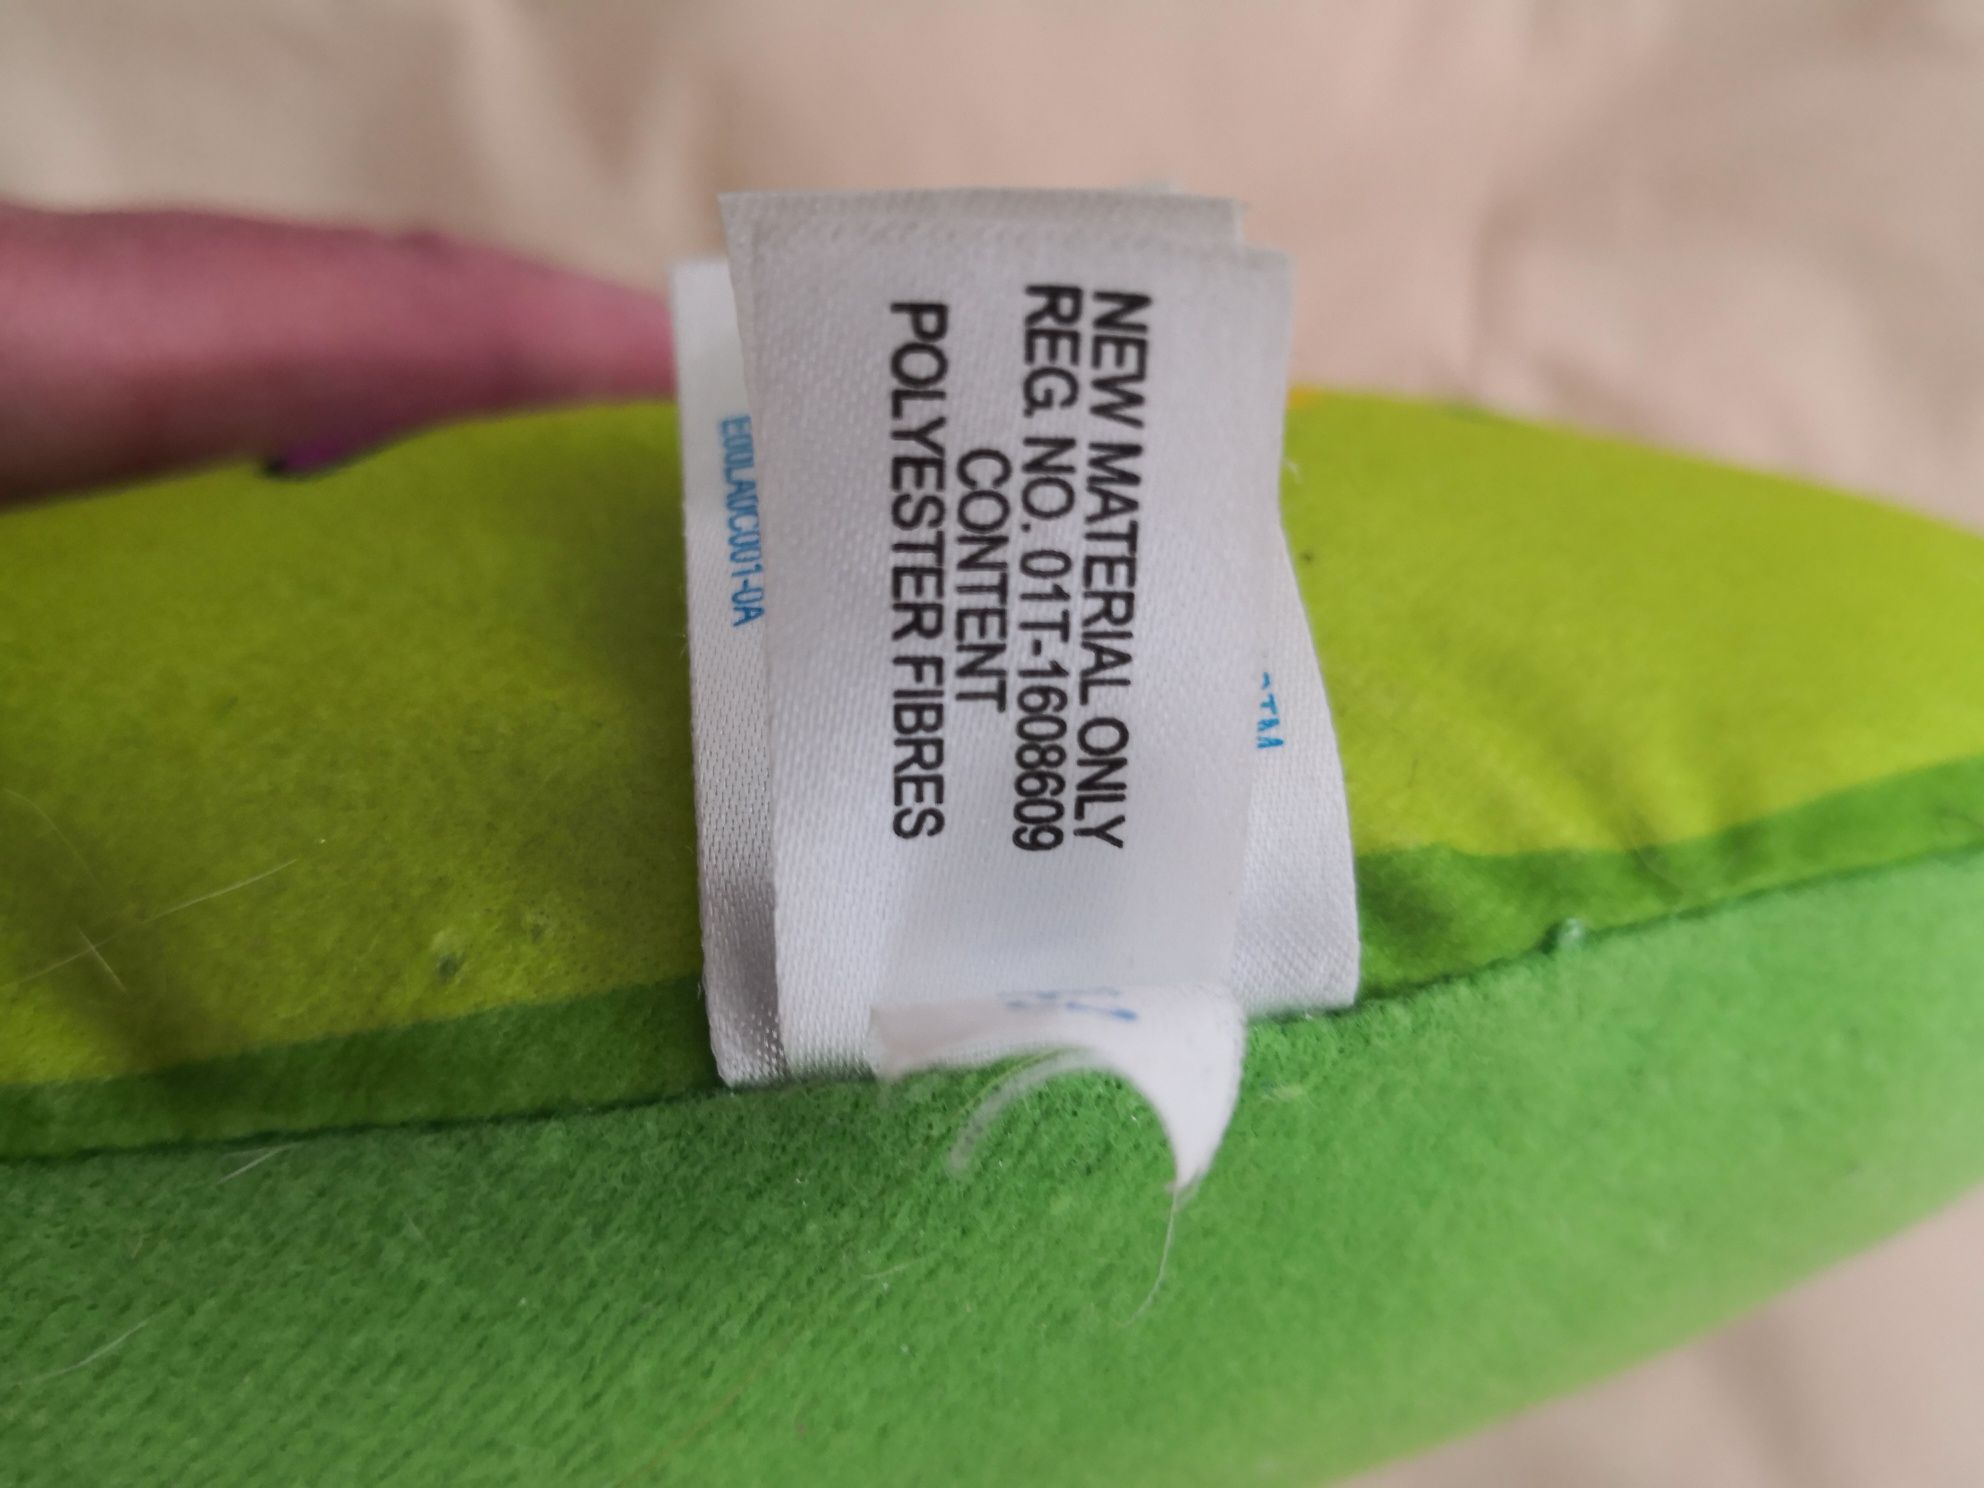 NEW MATERIAL ONLY
REG NO. 01T-1608609
CONTENT
POLYESTER FIBRES